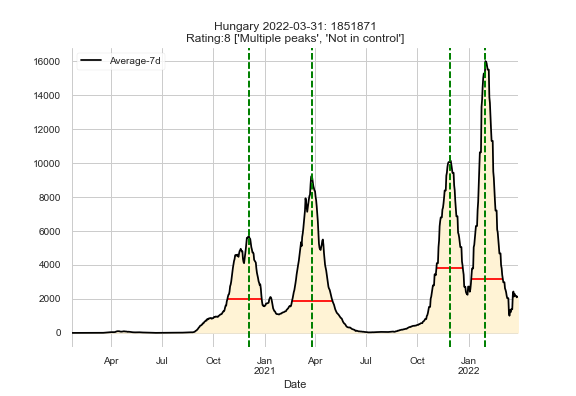 Hungary 2022-03-31: 1851871
Rating:8 ['Multiple peaks', 'Not in control']
Average-7d
16000
14000
12000
10000
8000
6000
4000
2000
0
Apr Jul Oct Jan Apr Jul Oct Jan
2021 2022
Date